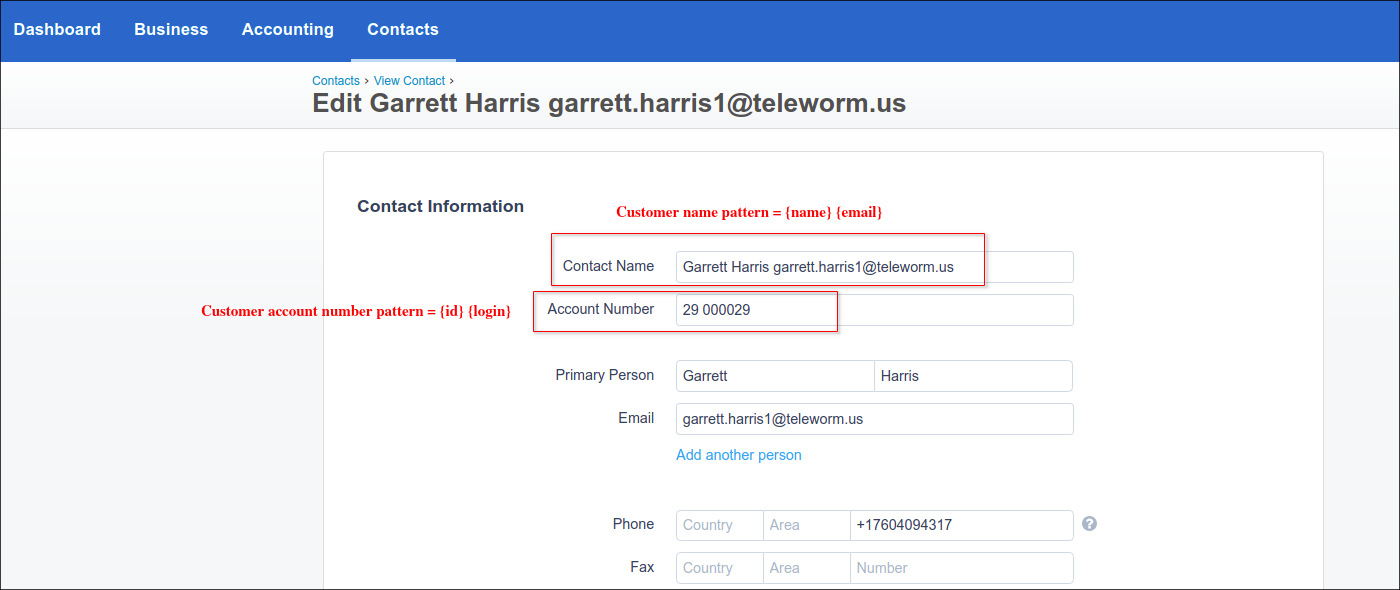 Dashboard Business Accounting Contacts
Contacts › View Contact ›
Edit Garrett Harris garrett.harris1@teleworm.us
Contact Information
Customer name pattern = {name} {email}
Contact Name Garrett Harris garrett.harris1@teleworm.us
Customer account number pattern = {id} {login}
Account Number 29 000029
Primary Person Garrett Harris
Email garrett.harris1@teleworm.us
Add another person
Phone Country Area +17604094317 ?
Fax Country Area Number